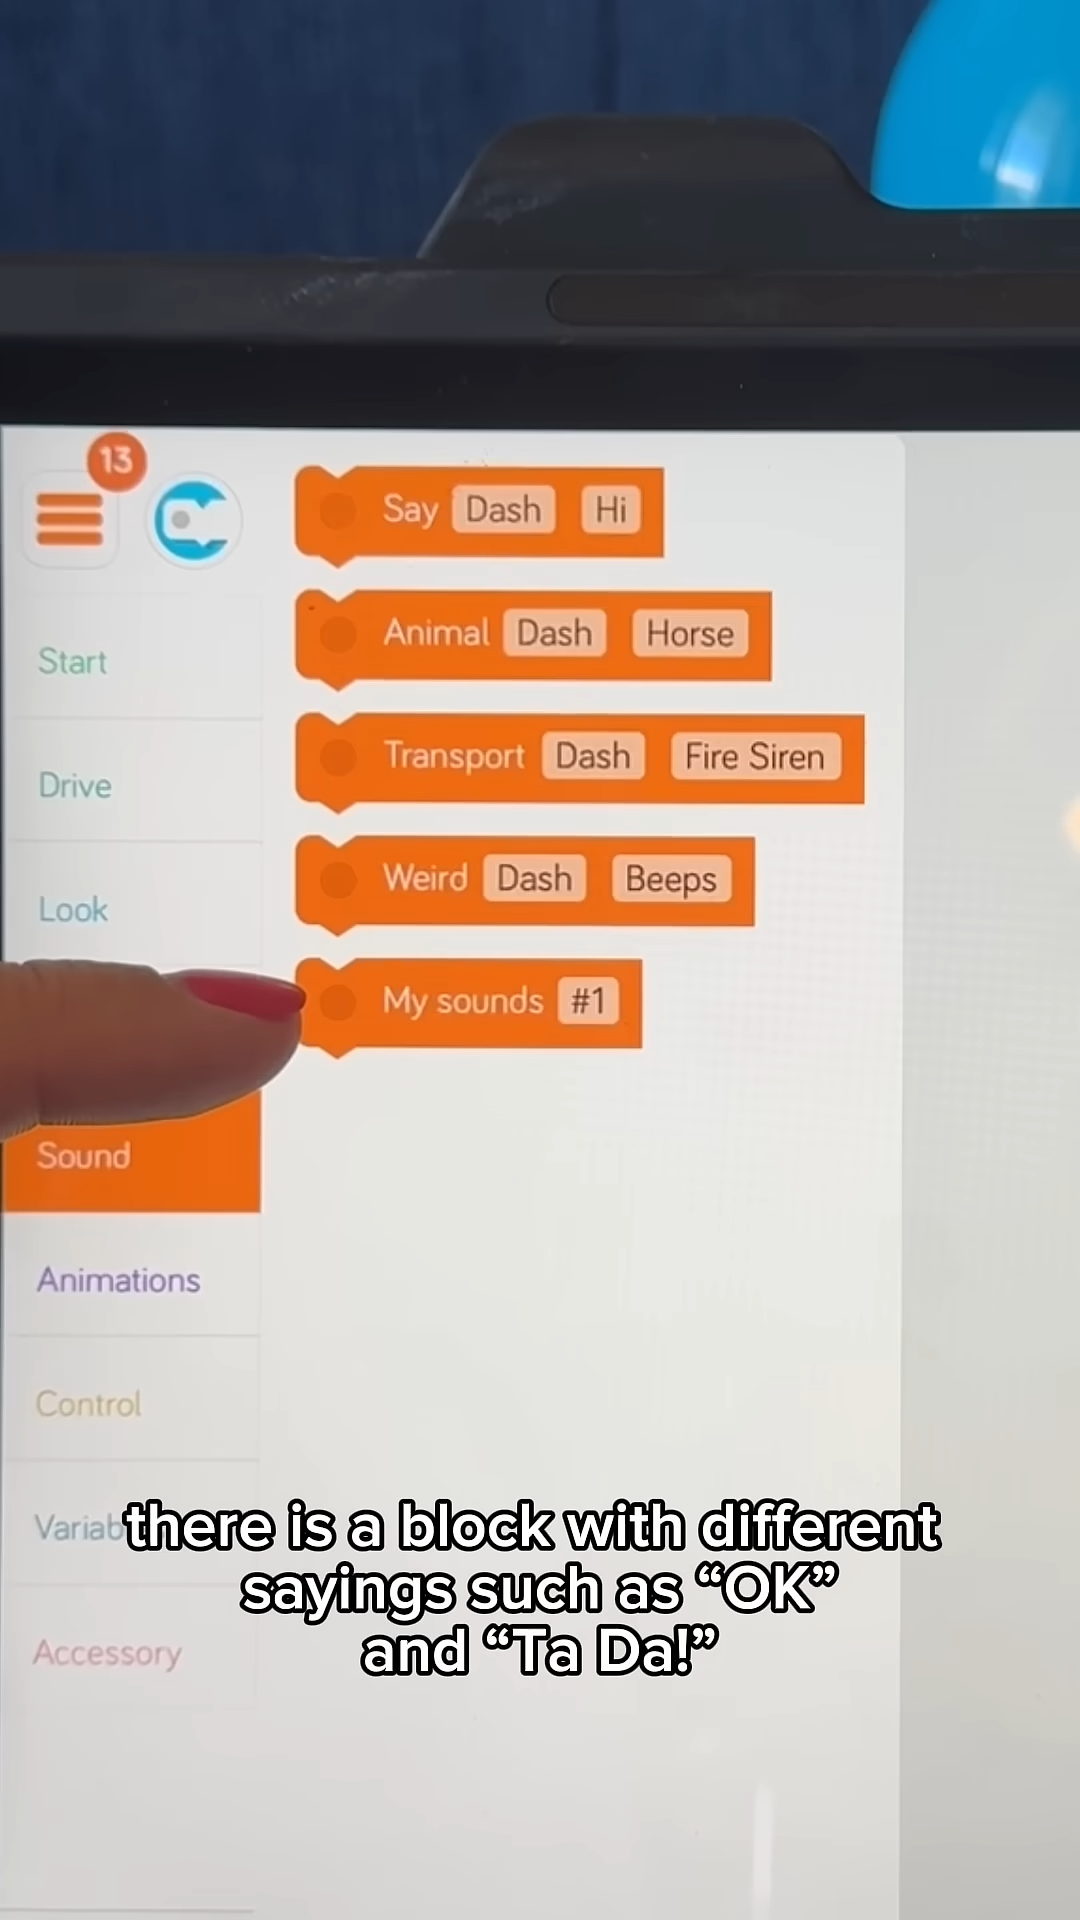 13
Say Dash Hi
Animal Dash Horse
Transport Dash Fire Siren
Weird Dash Beeps
My sounds #1
Start
Drive
Look
Sound
Animations
Control
Variab
Accessory
there is a block with different
sayings such as “OK”
and “Ta Da!”